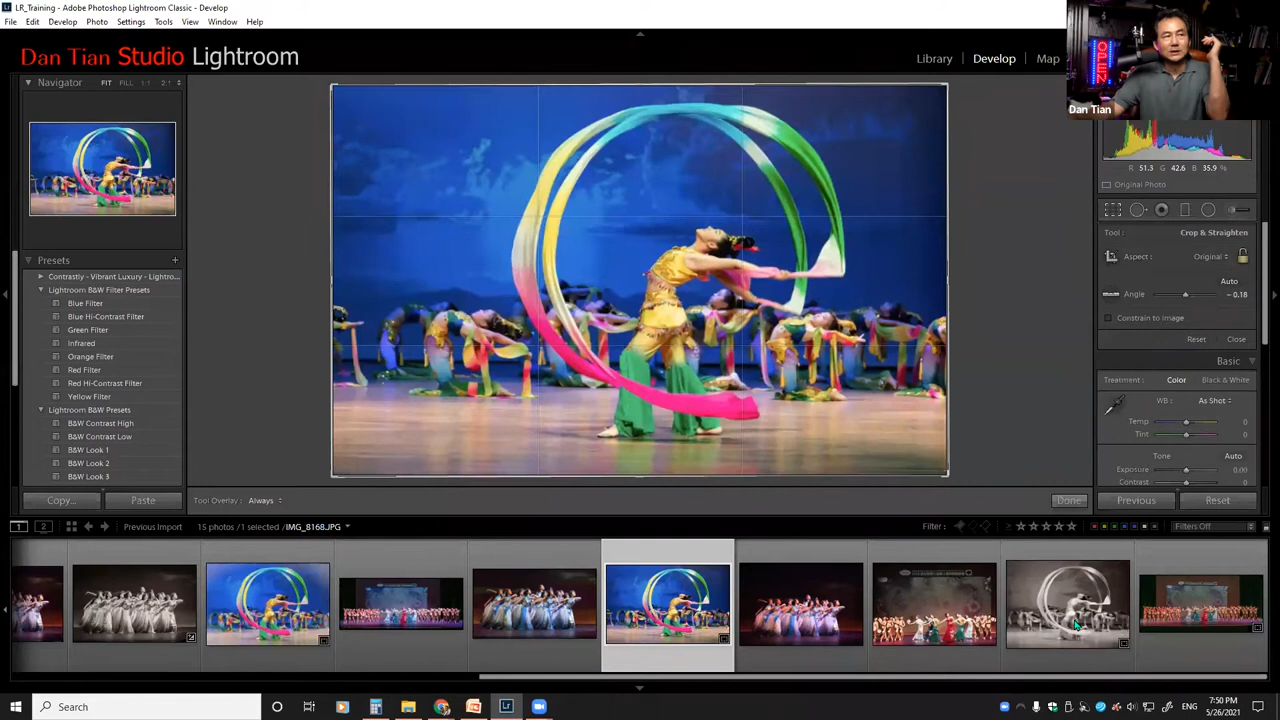 LR_Training - Adobe Photoshop Lightroom Classic - Develop
File Edit Develop Photo Settings Tools View Window Help
Dan Tian Studio Lightroom
Library Develop Map
OPEN
Dan Tian
Navigator FIT FILL 1:1 2:1
R 51.3 G 42.6 B 35.9 %
Original Photo
Tool: Crop & Straighten
Aspect: Original
Auto
Angle - 0.18
Constrain to Image
Reset Close
Basic
Treatment: Color Black & White
WB: As Shot
Temp 0
Tint 0
Tone Auto
Exposure 0.00
Contrast 0
Previous Reset
Presets +
Contrastly - Vibrant Luxury - Lightro...
Lightroom B&W Filter Presets
Blue Filter
Blue Hi-Contrast Filter
Green Filter
Infrared
Orange Filter
Red Filter
Red Hi-Contrast Filter
Yellow Filter
Lightroom B&W Presets
B&W Contrast High
B&W Contrast Low
B&W Look 1
B&W Look 2
B&W Look 3
Copy... Paste
Tool Overlay: Always
Done
1 2 Previous Import 15 photos / 1 selected / IMG_8168.JPG
Filter: Filters Off
Search
ENG
7:50 PM
5/26/2021